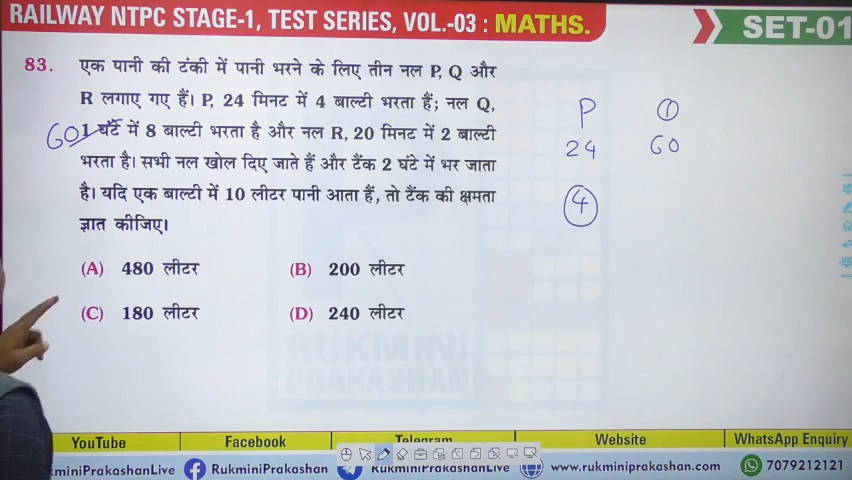 RAILWAY NTPC STAGE-1, TEST SERIES, VOL.-03 : MATHS.
SET-01
83. एक पानी की टंकी में पानी भरने के लिए तीन नल P, Q और
R लगाए गए हैं। P, 24 मिनट में 4 बाल्टी भरता हैं; नल Q,
60 1 घंटे में 8 बाल्टी भरता है और नल R, 20 मिनट में 2 बाल्टी
भरता है। सभी नल खोल दिए जाते हैं और टैंक 2 घंटे में भर जाता
है। यदि एक बाल्टी में 10 लीटर पानी आता हैं, तो टैंक की क्षमता
ज्ञात कीजिए।
(A) 480 लीटर (B) 200 लीटर
(C) 180 लीटर (D) 240 लीटर
P
24 60
4
RUKMINI
PRAKASHAN
YouTube Facebook Telegram Website WhatsApp Enquiry
kminiPrakashanLive RukminiPrakashan RukminiPrakashanLive www.rukminiprakashan.com 7079212121